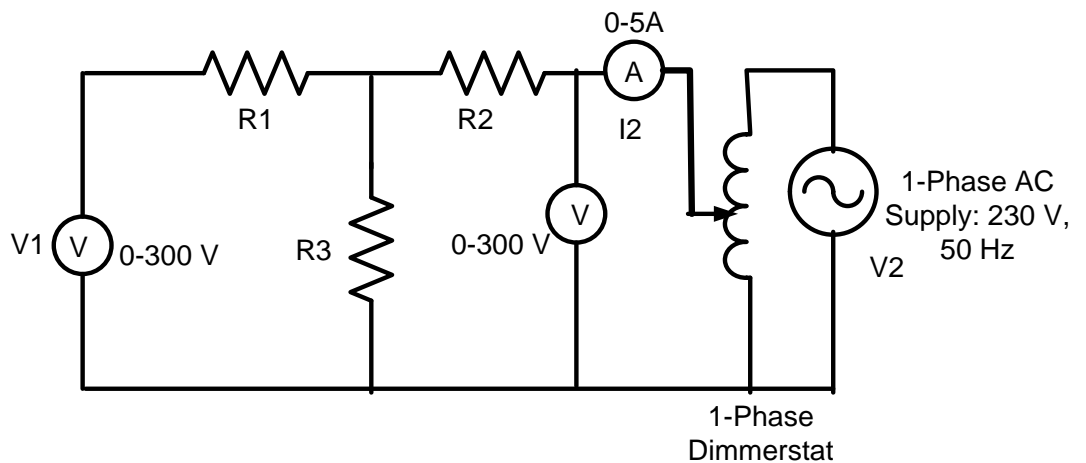 0-5A
A
R1
R2
I2
V1
V
0-300 V
R3
V
0-300 V
1-Phase AC
Supply: 230 V,
50 Hz
V2
1-Phase
Dimmerstat